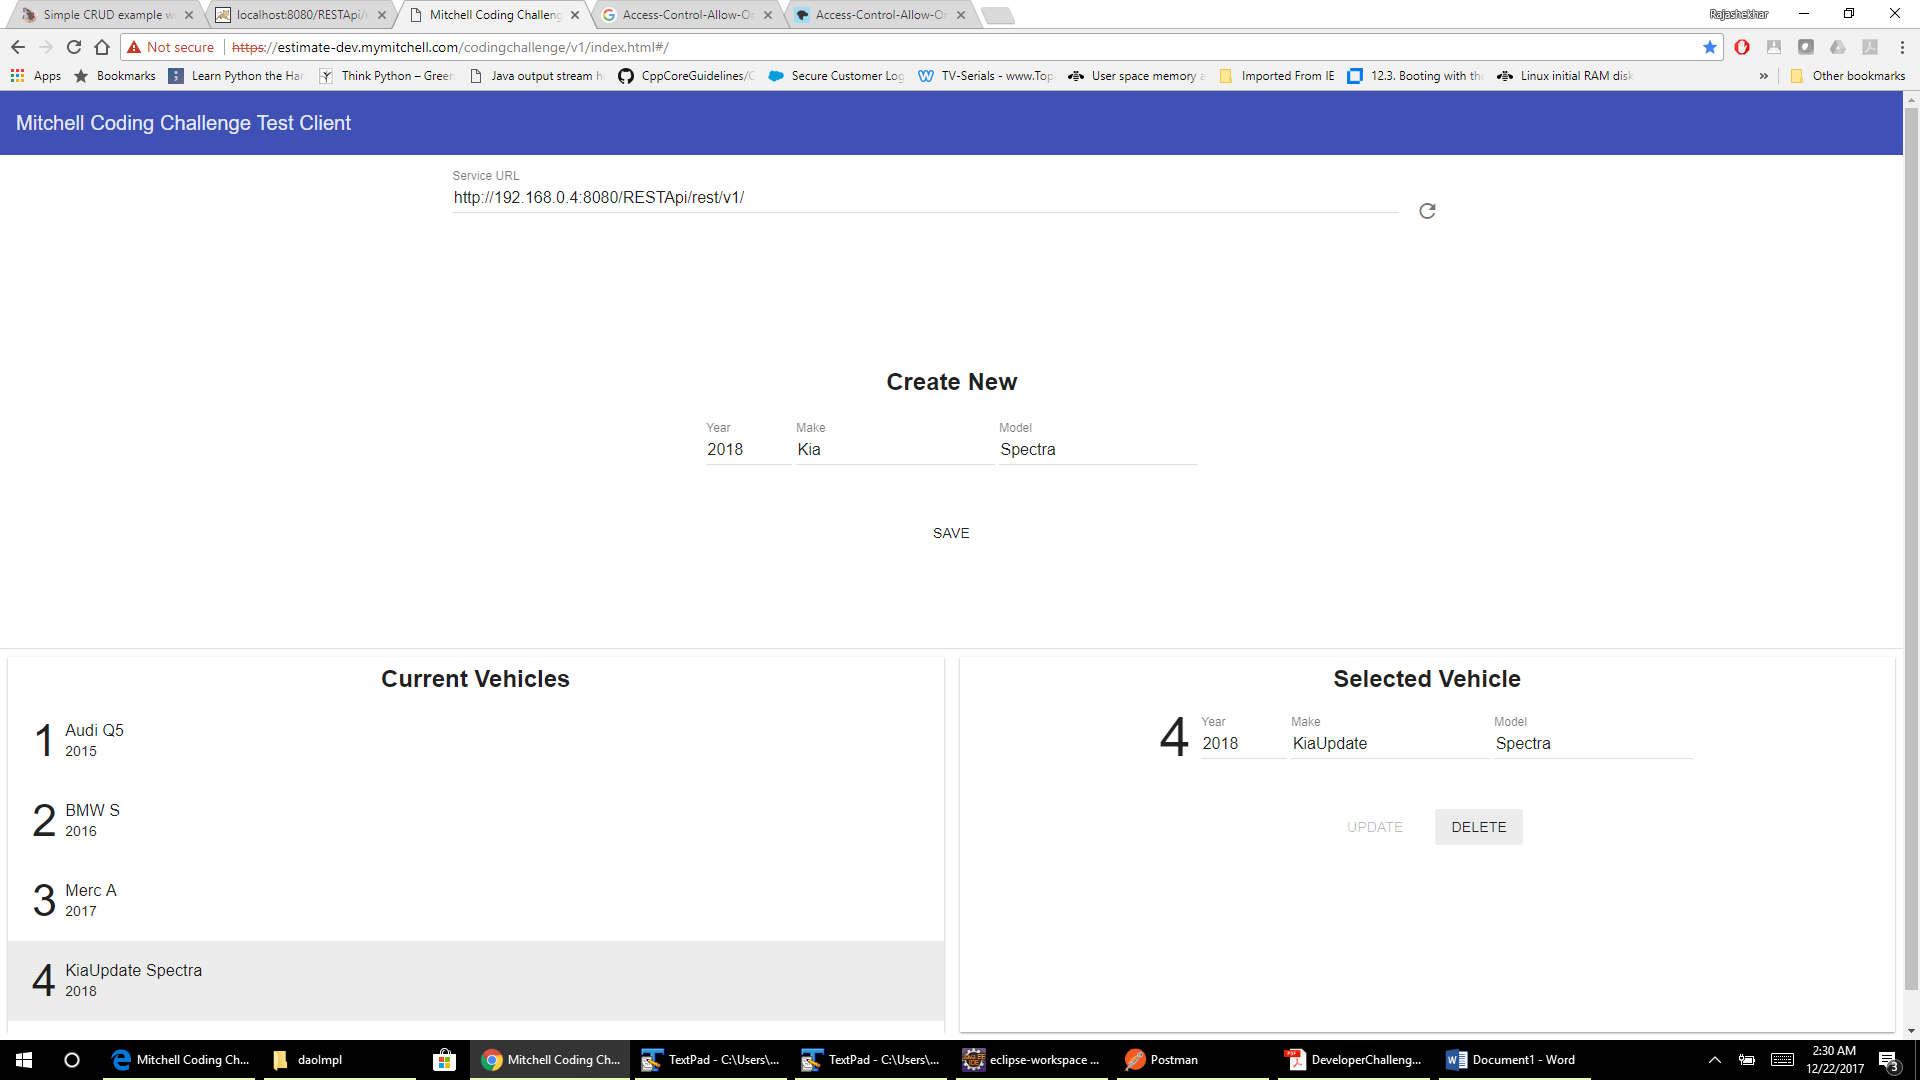 Simple CRUD example w
localhost:8080/RESTApi/r
Mitchell Coding Challeng
Access-Control-Allow-Or
Access-Control-Allow-Or
Rajashekhar
Not secure
https://estimate-dev.mymitchell.com/codingchallenge/v1/index.html#/
Apps
Bookmarks
Learn Python the Har
Think Python – Green
Java output stream h
CppCoreGuidelines/C
Secure Customer Log
TV-Serials - www.Top
User space memory a
Imported From IE
12.3. Booting with the
Linux initial RAM disk
»
Other bookmarks
Mitchell Coding Challenge Test Client
Service URL
http://192.168.0.4:8080/RESTApi/rest/v1/
Create New
Year Make Model
2018 Kia Spectra
SAVE
Current Vehicles
1 Audi Q5
2015
2 BMW S
2016
3 Merc A
2017
4 KiaUpdate Spectra
2018
Selected Vehicle
4 Year Make Model
2018 KiaUpdate Spectra
UPDATE DELETE
Mitchell Coding Ch...
daoImpl
Mitchell Coding Ch...
TextPad - C:\Users\...
TextPad - C:\Users\...
eclipse-workspace ...
Postman
DeveloperChalleng...
Document1 - Word
2:30 AM
12/22/2017
3